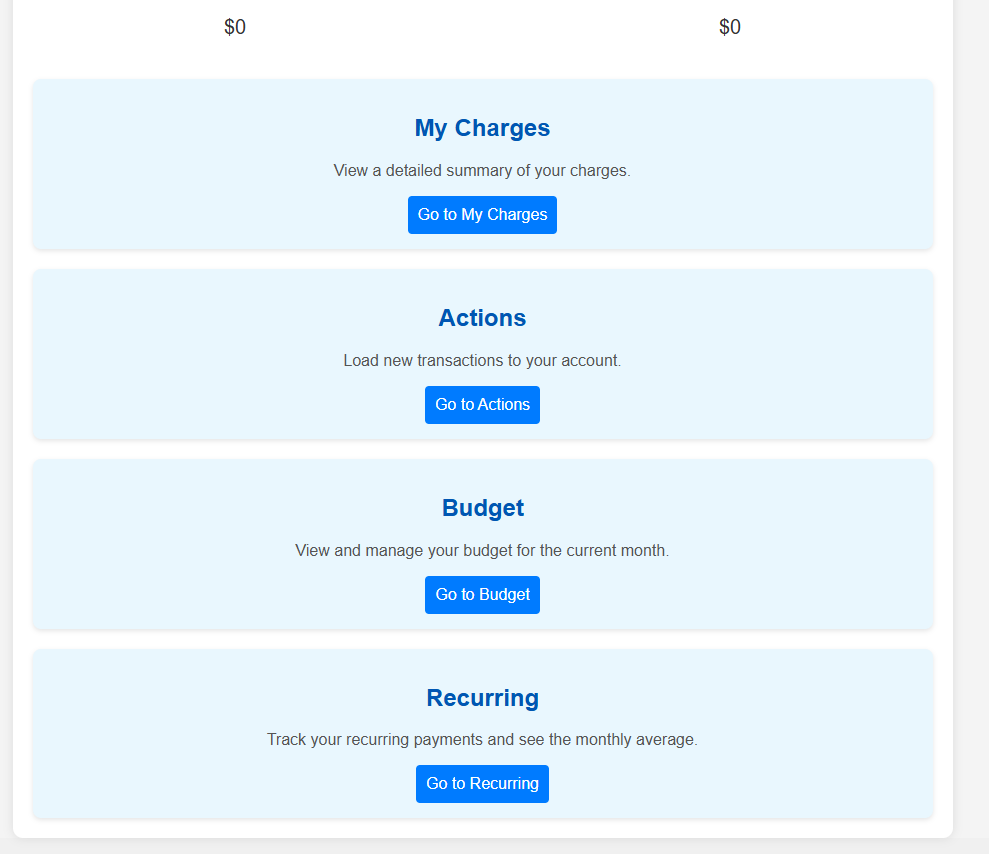 $0 $0
My Charges
View a detailed summary of your charges.
Go to My Charges
Actions
Load new transactions to your account.
Go to Actions
Budget
View and manage your budget for the current month.
Go to Budget
Recurring
Track your recurring payments and see the monthly average.
Go to Recurring